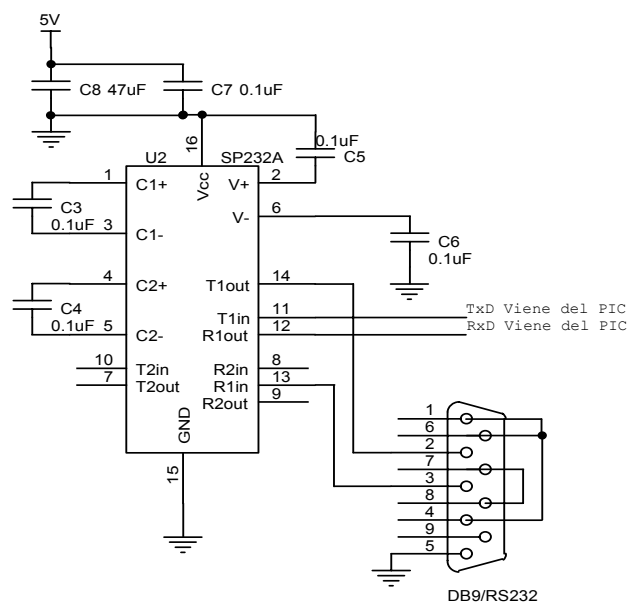 5V
C8 47uF
C7 0.1uF
0.1uF
C5
U2
16
SP232A
Vcc
1
C1+
V+
2
C3
0.1uF
3
C1-
V-
6
C6
0.1uF
4
C2+
T1out
14
C4
0.1uF
5
C2-
T1in
11
TxD Viene del PIC
R1out
12
RxD Viene del PIC
10
T2in
R2in
8
7
T2out
R1in
13
R2out
9
GND
15
1
6
2
7
3
8
4
9
5
DB9/RS232